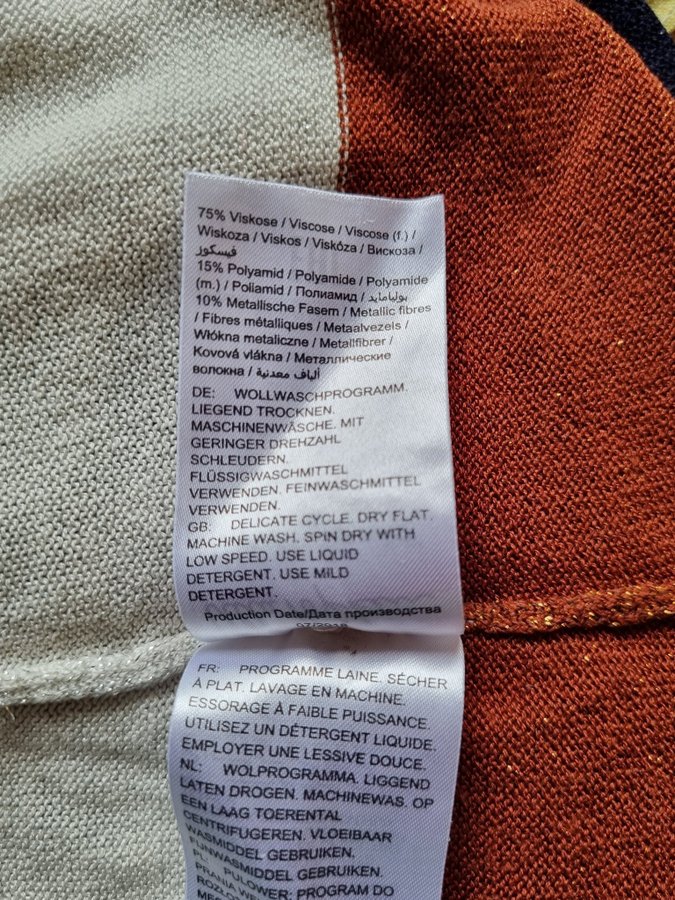 75% Viskose / Viscose / Viscose (f.) /
Wiskoza / Viskos / Viskóza / Вискоза /
فيسكوز
15% Polyamid / Polyamide / Polyamide
(m.) / Poliamid / Полиамид / بولياميد
10% Metallische Fasern / Metallic fibres
/ Fibres métalliques / Metaalvezels /
Włókna metaliczne / Metallfibrer /
Kovová vlákna / Металлические
волокна / ألياف معدنية
DE: WOLLWASCHPROGRAMM.
LIEGEND TROCKNEN.
MASCHINENWÄSCHE. MIT
GERINGER DREHZAHL
SCHLEUDERN.
FLÜSSIGWASCHMITTEL
VERWENDEN. FEINWASCHMITTEL
VERWENDEN.
GB: DELICATE CYCLE. DRY FLAT.
MACHINE WASH. SPIN DRY WITH
LOW SPEED. USE LIQUID
DETERGENT. USE MILD
DETERGENT.
Production Date/Дата производства
07/2018
FR: PROGRAMME LAINE. SÉCHER
À PLAT. LAVAGE EN MACHINE.
ESSORAGE À FAIBLE PUISSANCE.
UTILISEZ UN DÉTERGENT LIQUIDE.
EMPLOYER UNE LESSIVE DOUCE.
NL: WOLPROGRAMMA. LIGGEND
LATEN DROGEN. MACHINEWAS. OP
EEN LAAG TOERENTAL
CENTRIFUGEREN. VLOEIBAAR
WASMIDDEL GEBRUIKEN.
FIJNWASMIDDEL GEBRUIKEN.
PL: PULOWER: PROGRAM DO
PRANIA